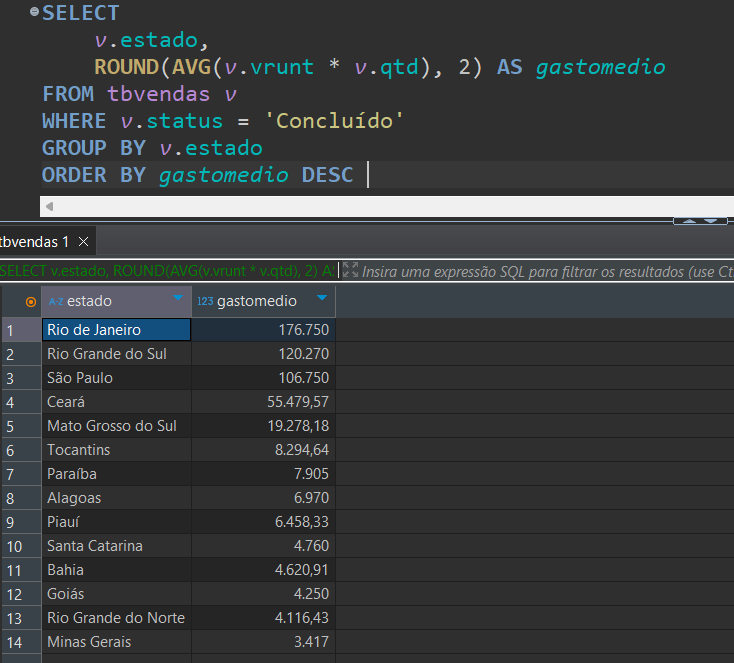 SELECT
v.estado,
ROUND(AVG(v.vrunt * v.qtd), 2) AS gastomedio
FROM tbvendas v
WHERE v.status = 'Concluído'
GROUP BY v.estado
ORDER BY gastomedio DESC
tbvendas 1
SELECT v.estado, ROUND(AVG(v.vrunt * v.qtd), 2) AS Insira uma expressão SQL para filtrar os resultados (use Ct
A-Z estado 123 gastomedio
1 Rio de Janeiro 176.750
2 Rio Grande do Sul 120.270
3 São Paulo 106.750
4 Ceará 55.479,57
5 Mato Grosso do Sul 19.278,18
6 Tocantins 8.294,64
7 Paraíba 7.905
8 Alagoas 6.970
9 Piauí 6.458,33
10 Santa Catarina 4.760
11 Bahia 4.620,91
12 Goiás 4.250
13 Rio Grande do Norte 4.116,43
14 Minas Gerais 3.417